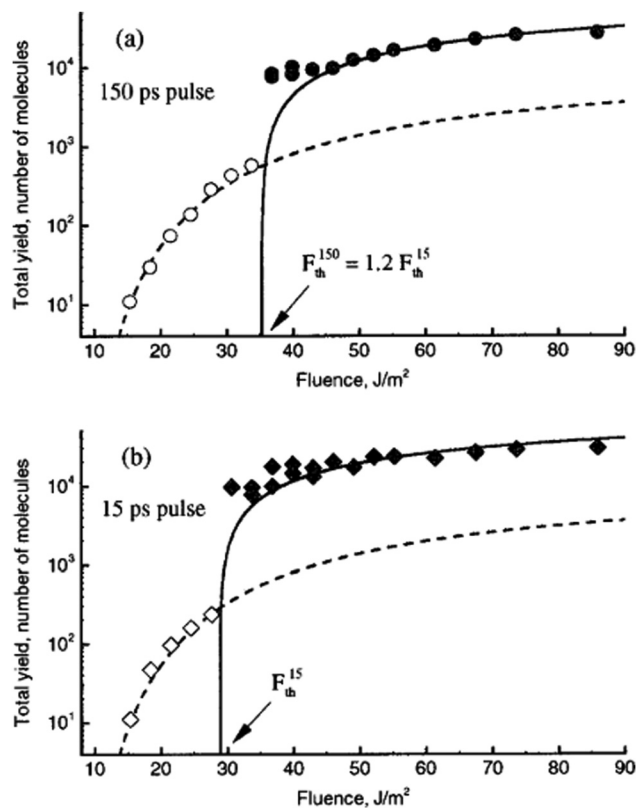 (a)
150 ps pulse
Total yield, number of molecules
10⁴
10³
10²
10¹
F_th^150 = 1.2 F_th^15
10 20 30 40 50 60 70 80 90
Fluence, J/m²
(b)
15 ps pulse
Total yield, number of molecules
10⁴
10³
10²
10¹
F_th^15
10 20 30 40 50 60 70 80 90
Fluence, J/m²